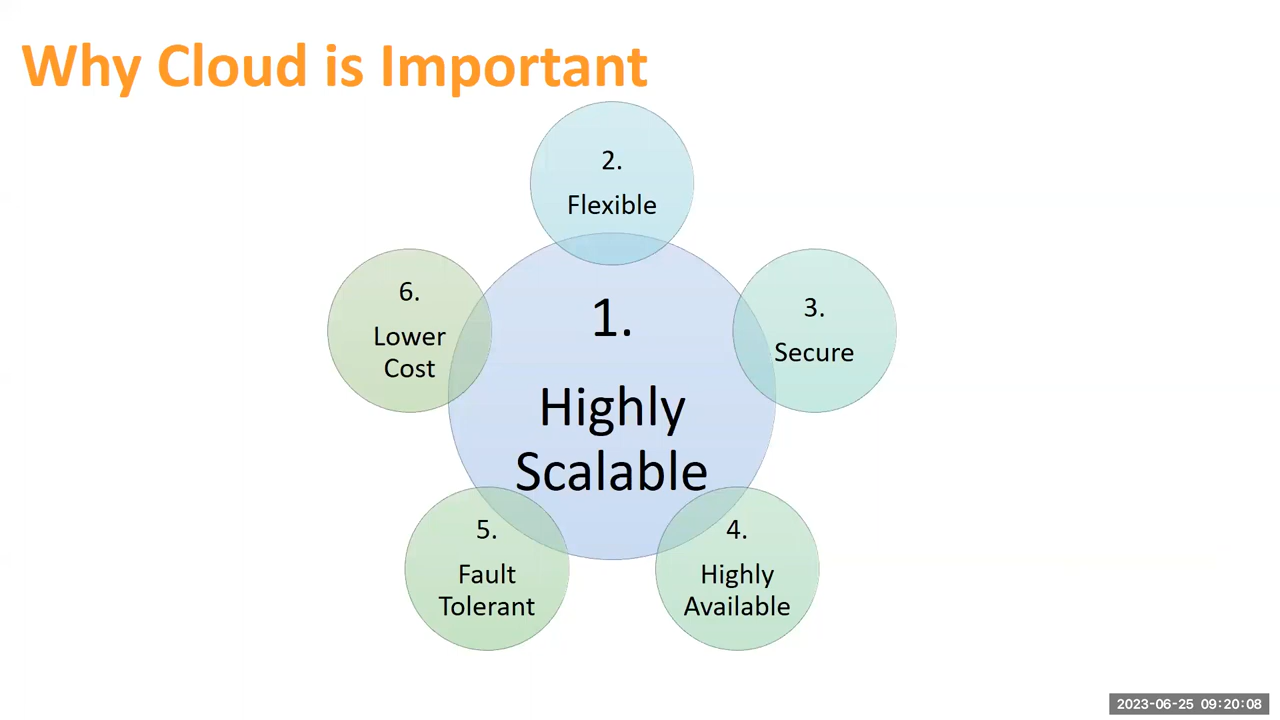 Why Cloud is Important
1.
Highly
Scalable
2.
Flexible
3.
Secure
4.
Highly
Available
5.
Fault
Tolerant
6.
Lower
Cost
2023-06-25 09:20:08